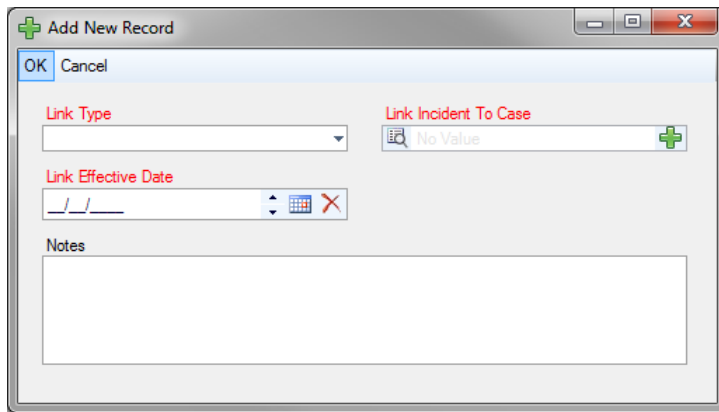 Add New Record
OK Cancel
Link Type Link Incident To Case
No Value
Link Effective Date
__/__/____
Notes